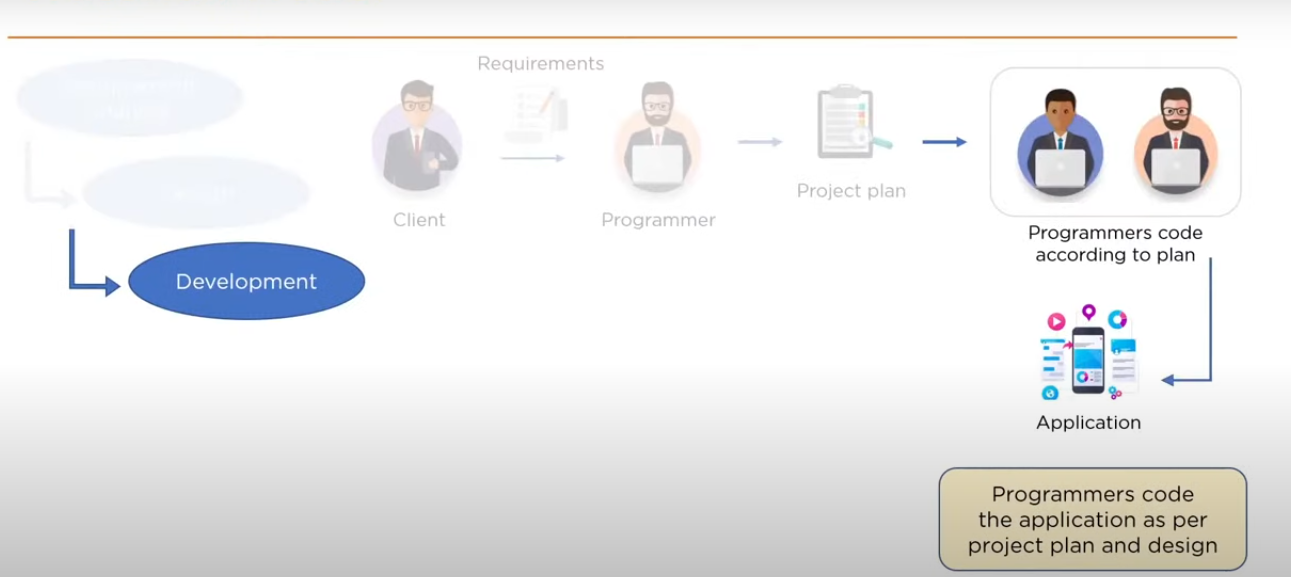 Requirements
Client
Programmer
Project plan
Programmers code
according to plan
Development
Application
Programmers code
the application as per
project plan and design